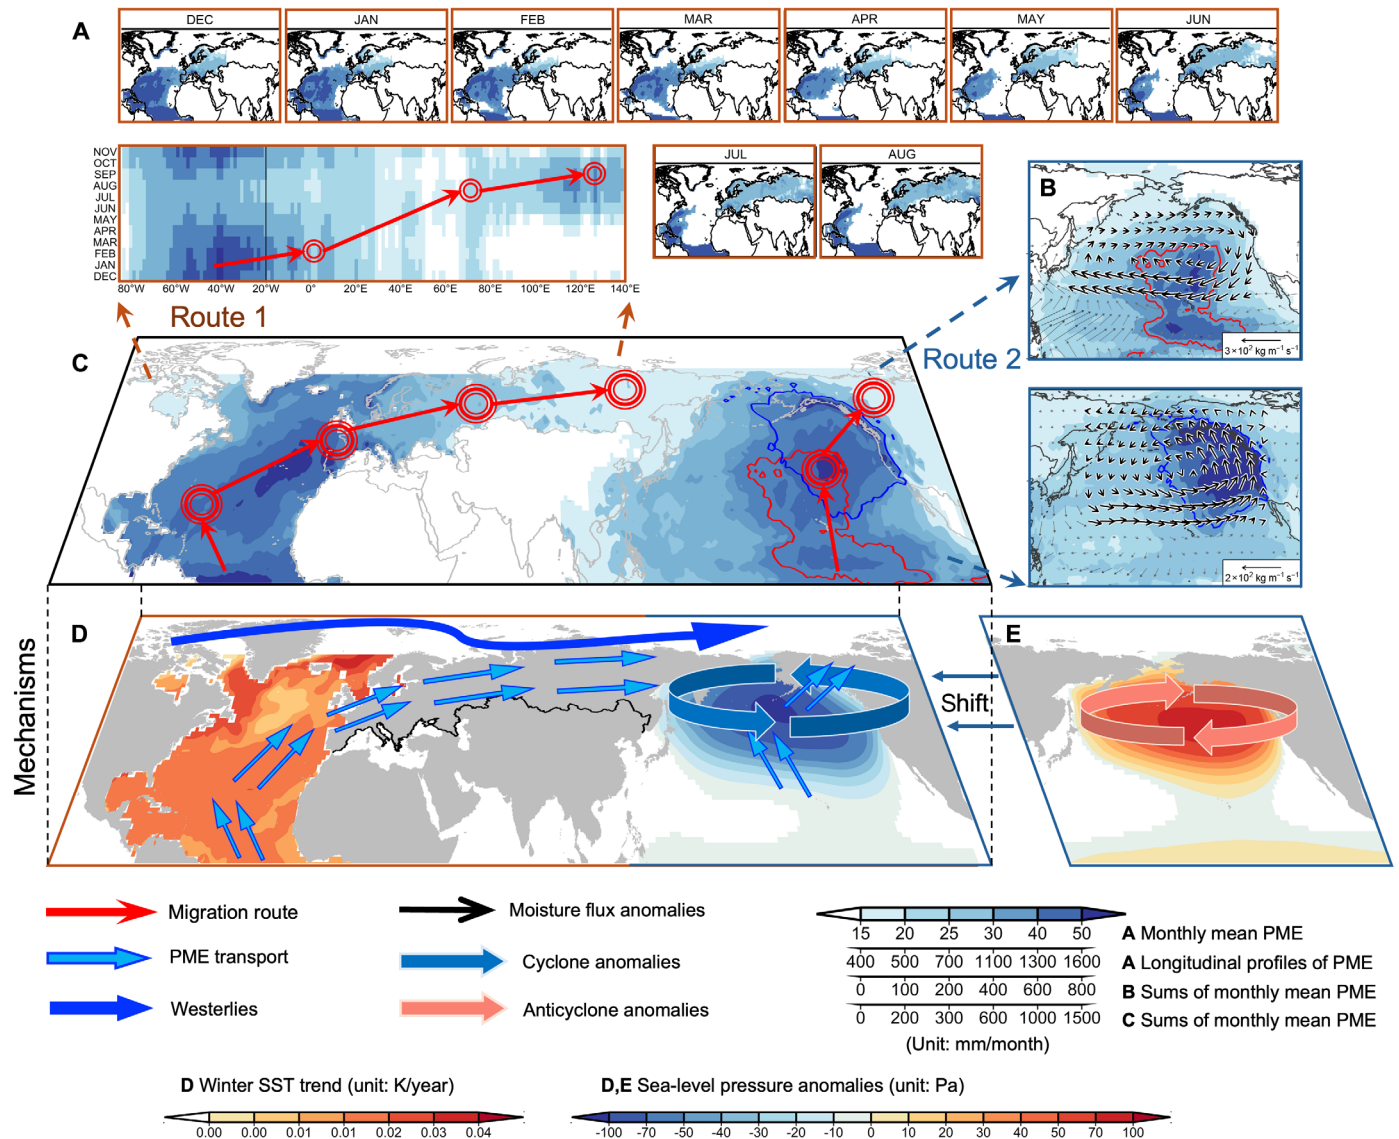 A
DEC JAN FEB MAR APR MAY JUN
NOV
OCT
SEP
AUG
JUL
JUN
MAY
APR
MAR
FEB
JAN
DEC
80°W 60°W 40°W 20°W 0° 20°E 40°E 60°E 80°E 100°E 120°E 140°E
JUL AUG
B
3×10² kg m⁻¹ s⁻¹
2×10² kg m⁻¹ s⁻¹
Route 1
Route 2
C
Mechanisms
D
E
Shift
Migration route
PME transport
Westerlies
Moisture flux anomalies
Cyclone anomalies
Anticyclone anomalies
15 20 25 30 40 50 A Monthly mean PME
400 500 700 1100 1300 1600 A Longitudinal profiles of PME
0 100 200 400 600 800 B Sums of monthly mean PME
0 200 300 600 1000 1500 C Sums of monthly mean PME
(Unit: mm/month)
D Winter SST trend (unit: K/year)
0.00 0.00 0.01 0.01 0.02 0.03 0.04
D,E Sea-level pressure anomalies (unit: Pa)
-100 -70 -50 -40 -20 -10 0 10 20 40 50 70 100